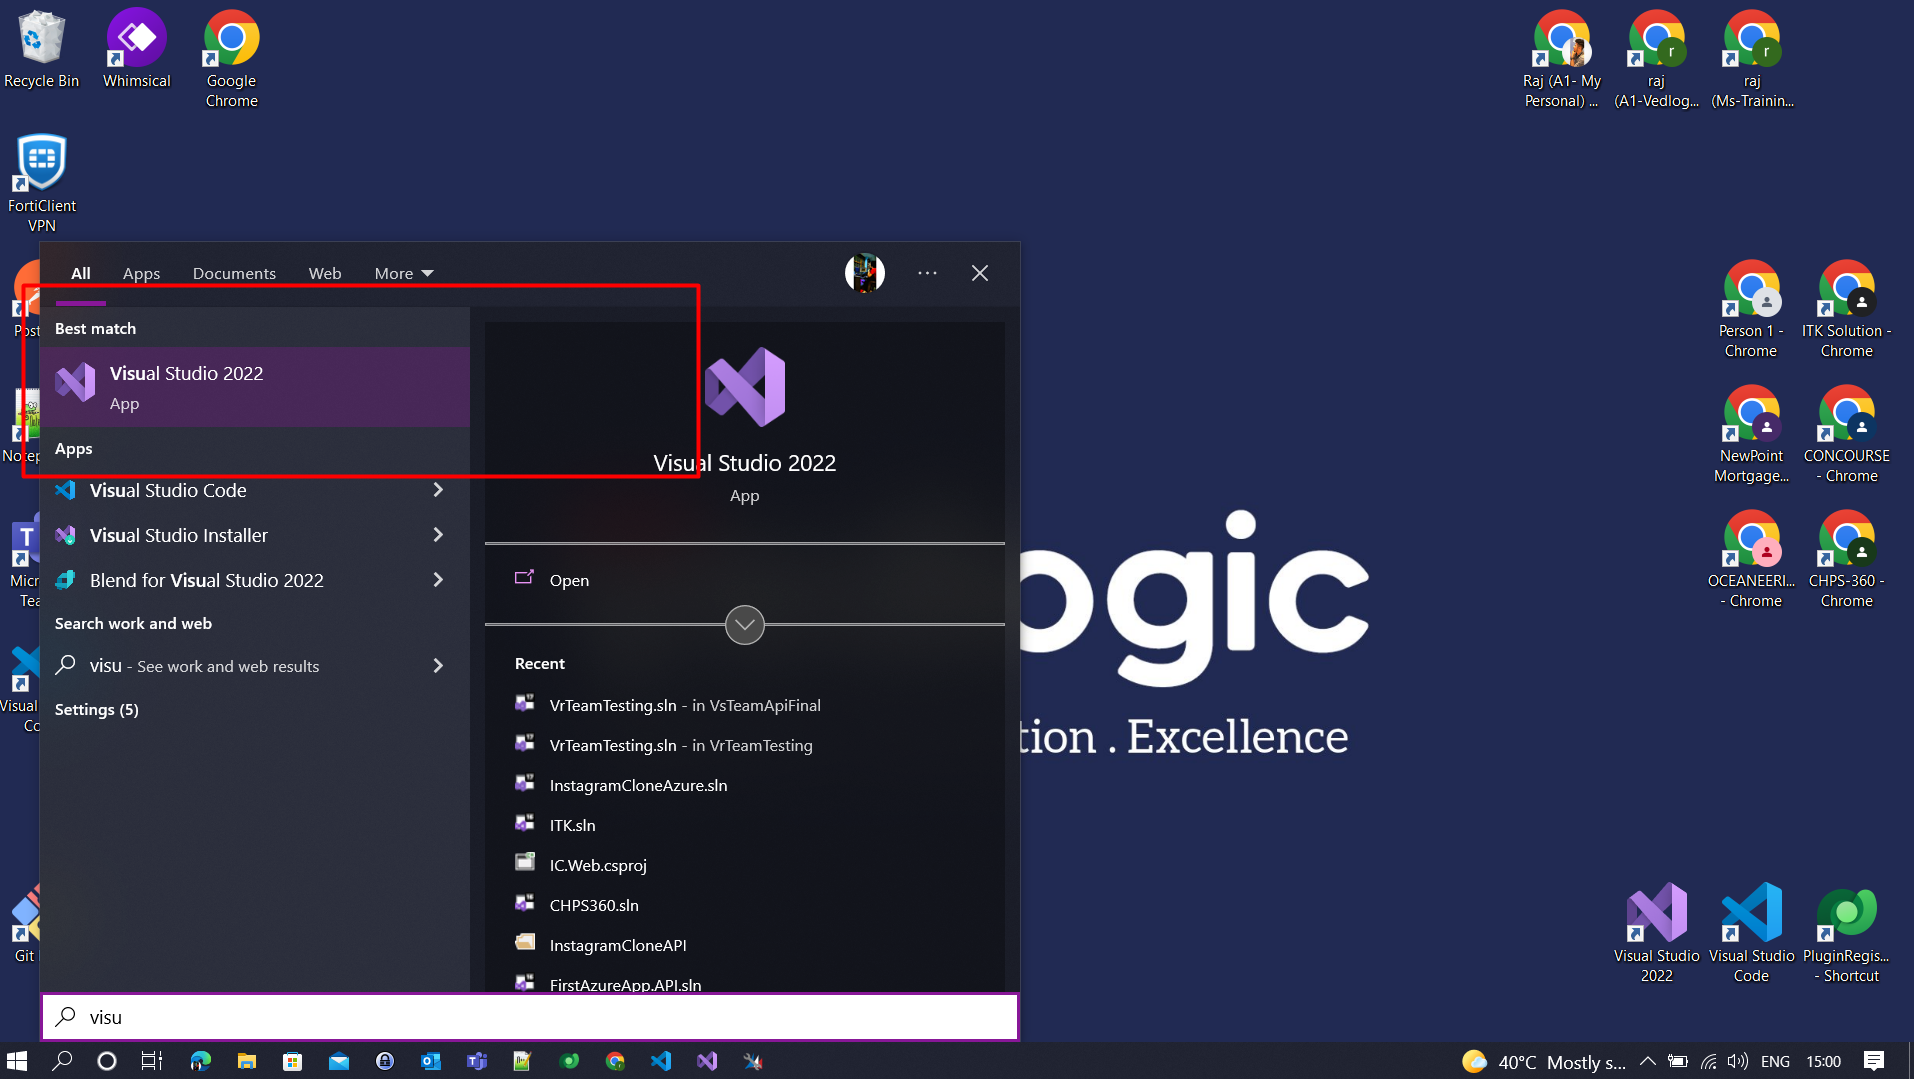 Recycle Bin
Whimsical
Google
Chrome
Raj (A1- My
Personal) ...
raj
(A1-Vedlog...
raj
(Ms-Trainin...
FortiClient
VPN
All
Apps
Documents
Web
More
Post
Best match
Visual Studio 2022
App
Notep
Apps
Visual Studio Code
Visual Studio Installer
Micr
Tea
Blend for Visual Studio 2022
Search work and web
visu - See work and web results
Visual
Co
Settings (5)
Git
Visual Studio 2022
App
Open
Recent
VrTeamTesting.sln - in VsTeamApiFinal
VrTeamTesting.sln - in VrTeamTesting
InstagramCloneAzure.sln
ITK.sln
IC.Web.csproj
CHPS360.sln
InstagramCloneAPI
FirstAzureApp.API.sln
visu
ogic
tion . Excellence
Person 1 -
Chrome
ITK Solution -
Chrome
NewPoint
Mortgage...
CONCOURSE
- Chrome
OCEANEERI...
- Chrome
CHPS-360 -
Chrome
Visual Studio
2022
Visual Studio
Code
PluginRegis...
- Shortcut
40°C Mostly s...
ENG
15:00